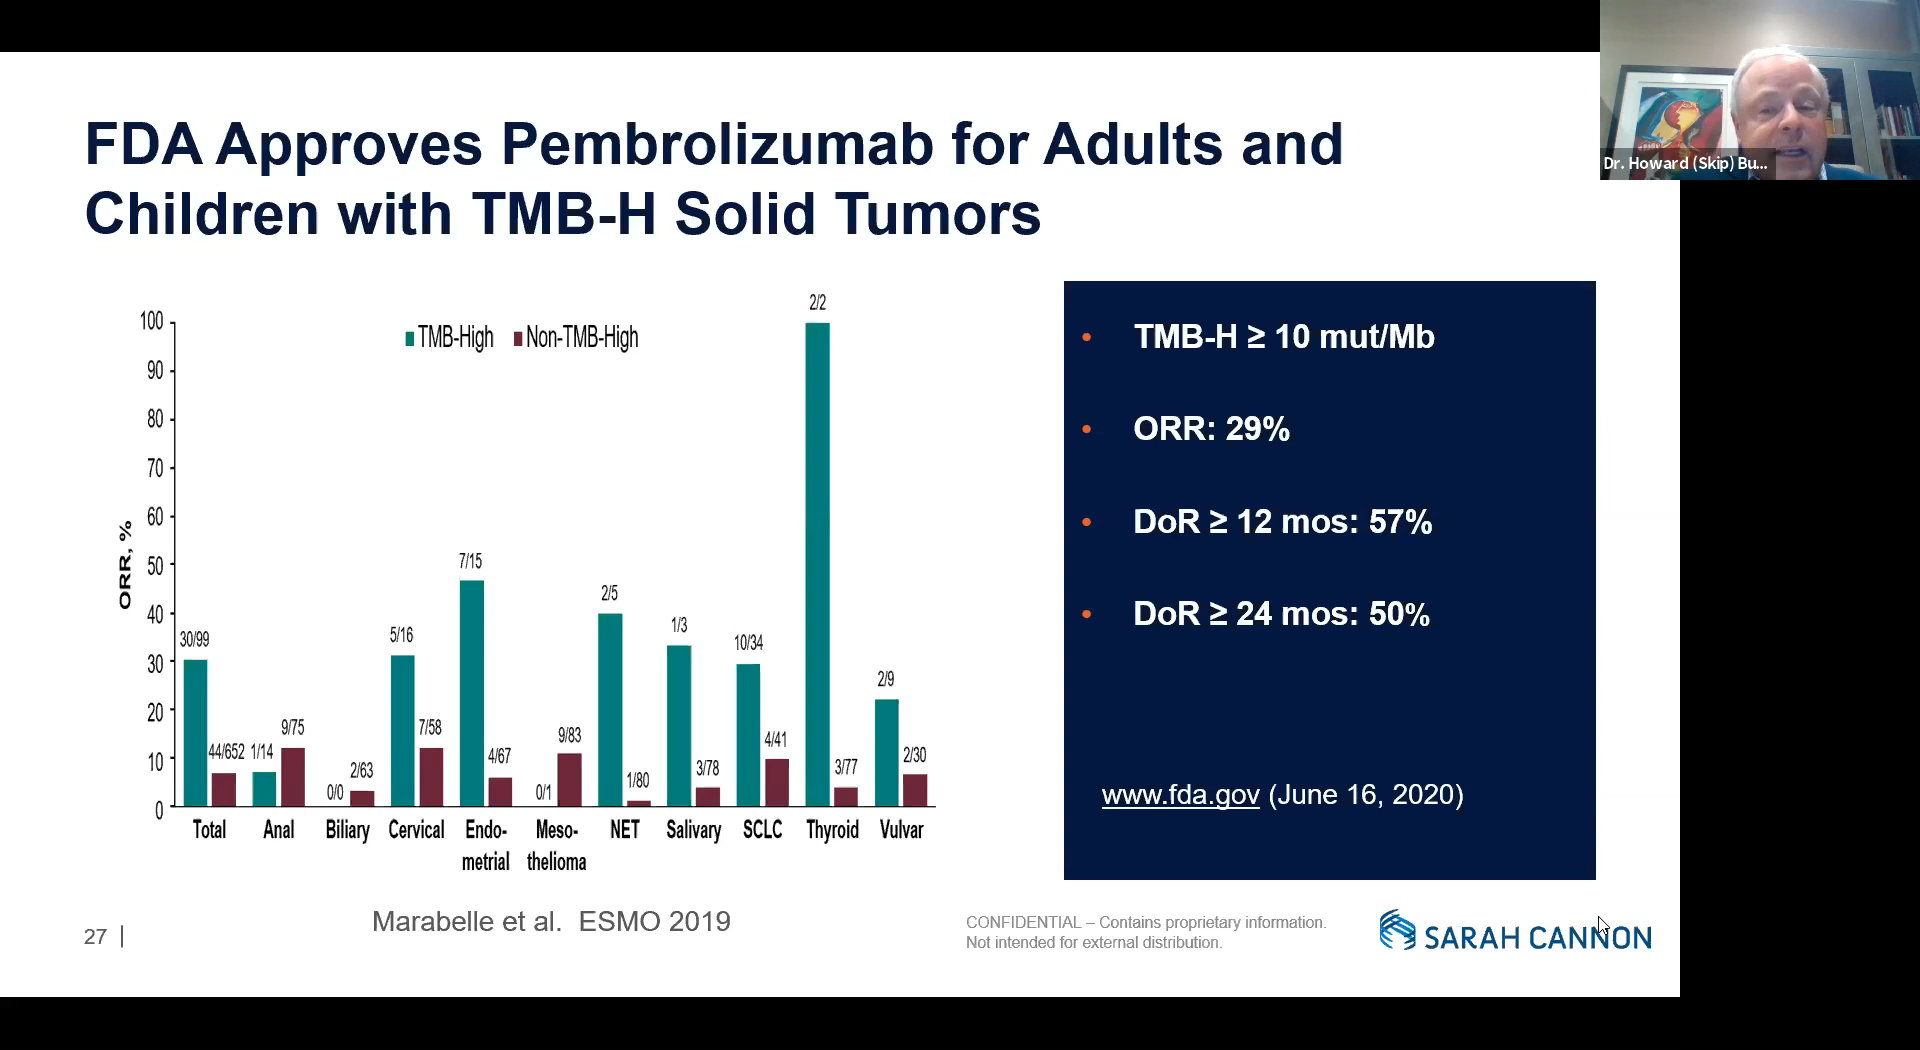 FDA Approves Pembrolizumab for Adults and
Children with TMB-H Solid Tumors
Dr. Howard (Skip) Bu...
ORR, %
100
90
80
70
60
50
40
30
20
10
0
TMB-High Non-TMB-High
30/99
44/652
1/14
9/75
0/0
2/63
5/16
7/58
7/15
4/67
0/1
9/83
2/5
1/80
1/3
3/78
10/34
4/41
2/2
3/77
2/9
2/30
Total Anal Biliary Cervical Endo- Meso- NET Salivary SCLC Thyroid Vulvar
metrial thelioma
• TMB-H ≥ 10 mut/Mb
• ORR: 29%
• DoR ≥ 12 mos: 57%
• DoR ≥ 24 mos: 50%
www.fda.gov (June 16, 2020)
Marabelle et al. ESMO 2019
27 |
CONFIDENTIAL – Contains proprietary information.
Not intended for external distribution.
SARAH CANNON